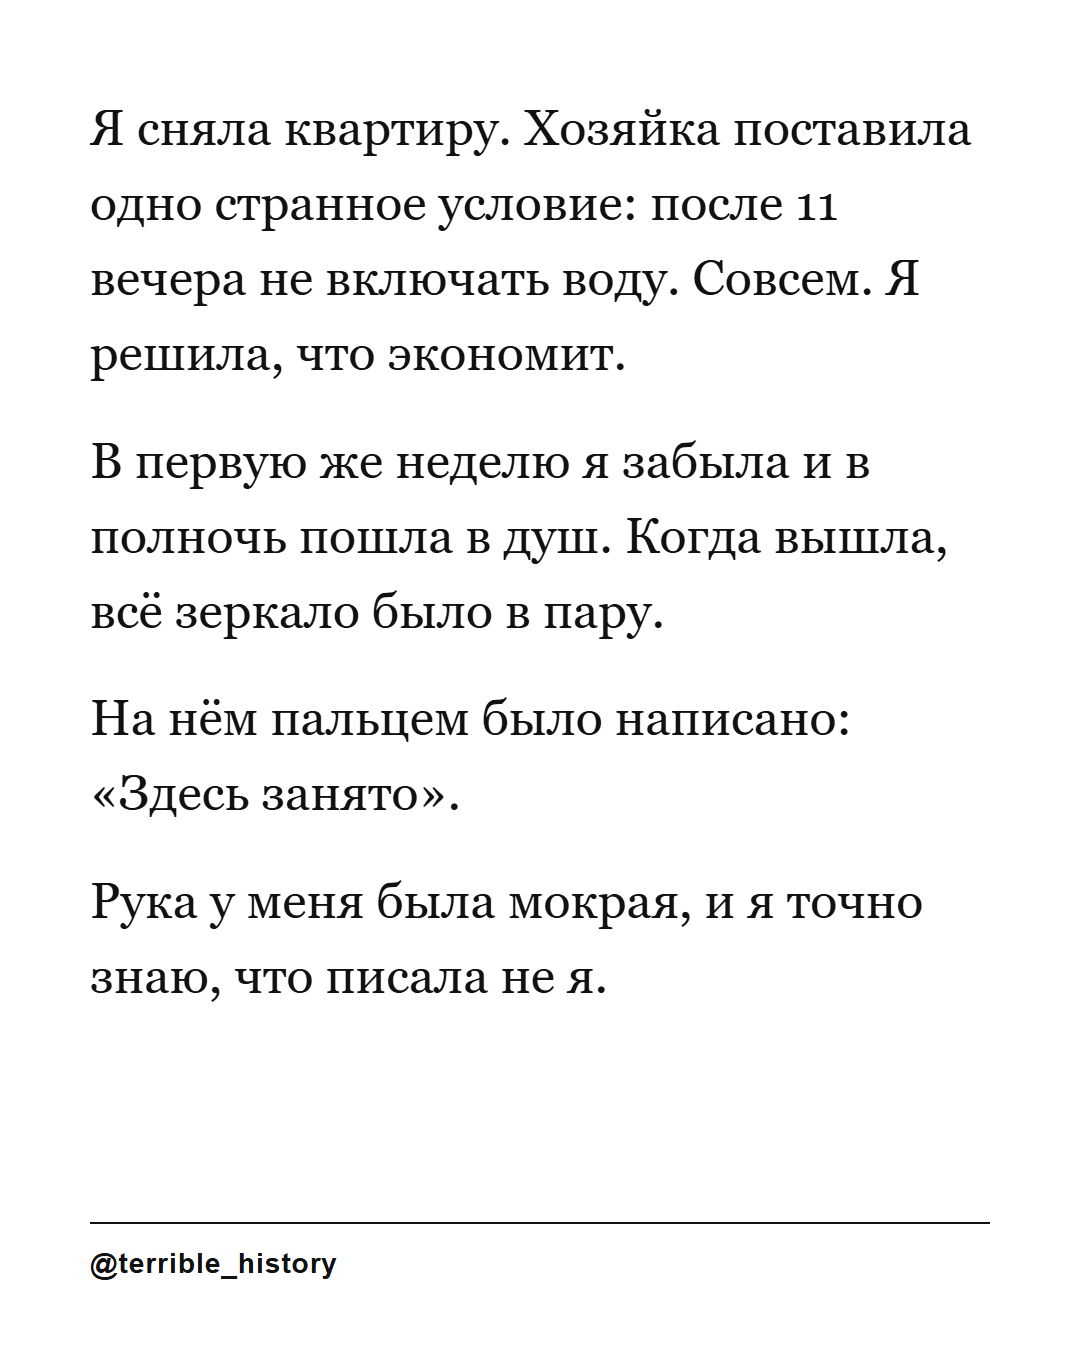 Я сняла квартиру. Хозяйка поставила
одно странное условие: после 11
вечера не включать воду. Совсем. Я
решила, что экономит.
В первую же неделю я забыла и в
полночь пошла в душ. Когда вышла,
всё зеркало было в пару.
На нём пальцем было написано:
«Здесь занято».
Рука у меня была мокрая, и я точно
знаю, что писала не я.
@terrible_history